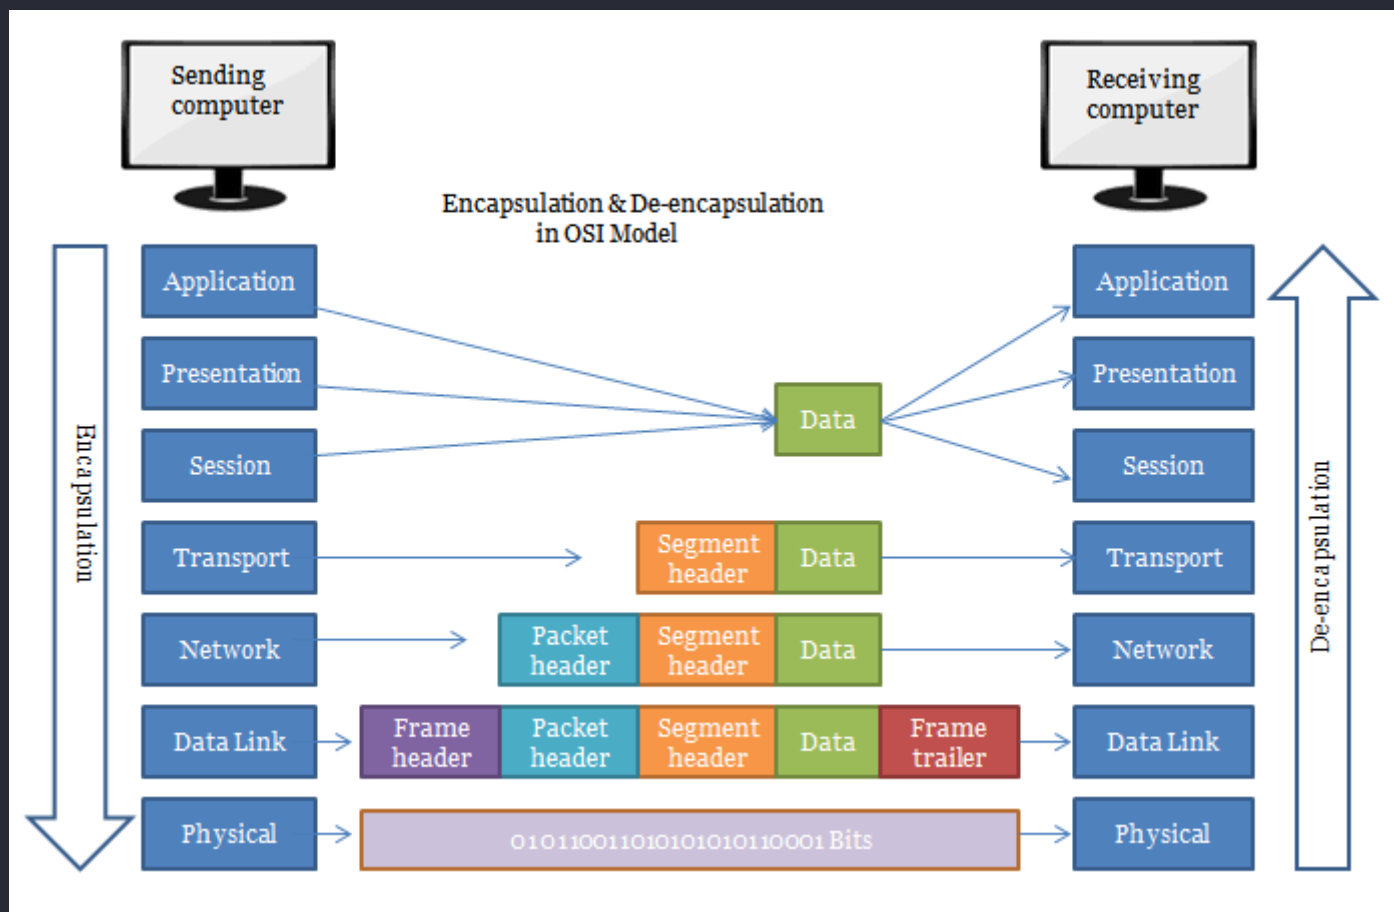 Sending
computer
Receiving
computer
Encapsulation & De-encapsulation
in OSI Model
Encapsulation
Application
Application
Presentation
Data
Presentation
Session
Session
Transport
Segment
header
Data
Transport
Network
Packet
header
Segment
header
Data
Network
Data Link
Frame
header
Packet
header
Segment
header
Data
Frame
trailer
Data Link
Physical
010110011010101010110001 Bits
Physical
De-encapsulation